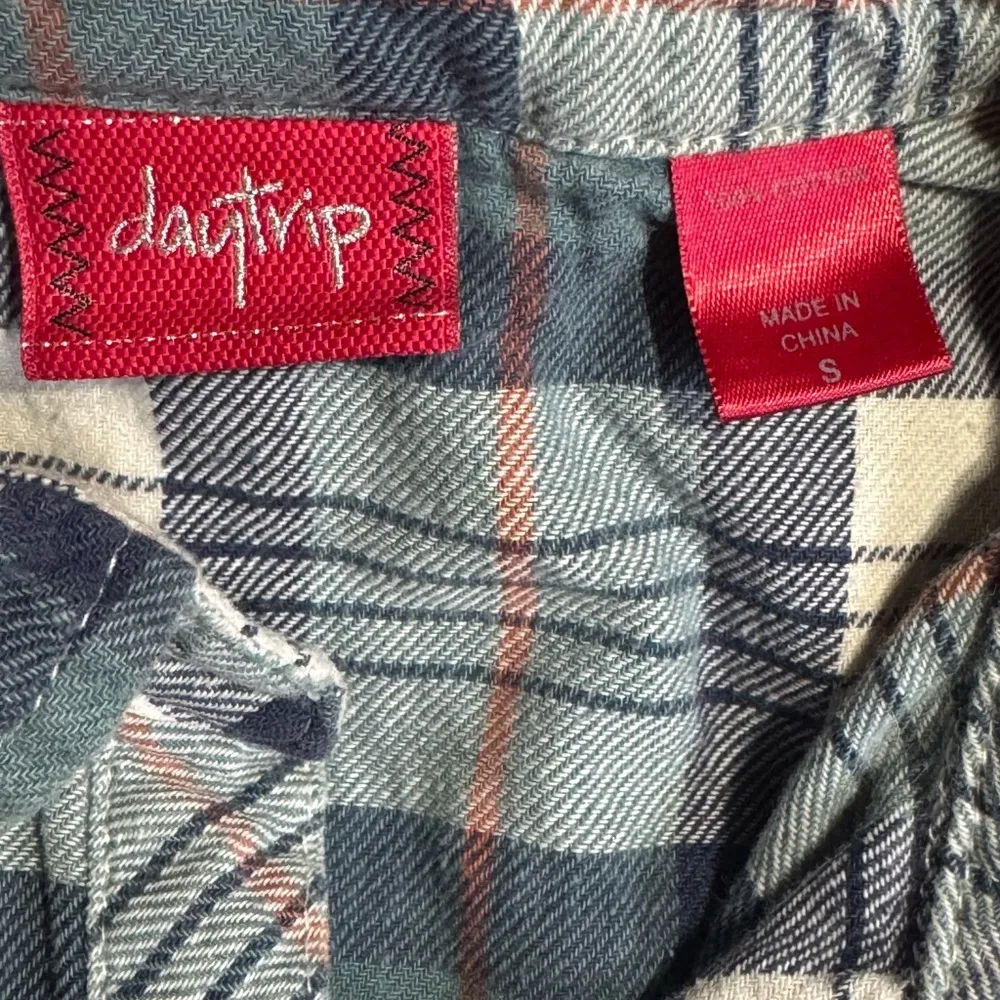 daytrip
100% COTTON
MADE IN
CHINA
S